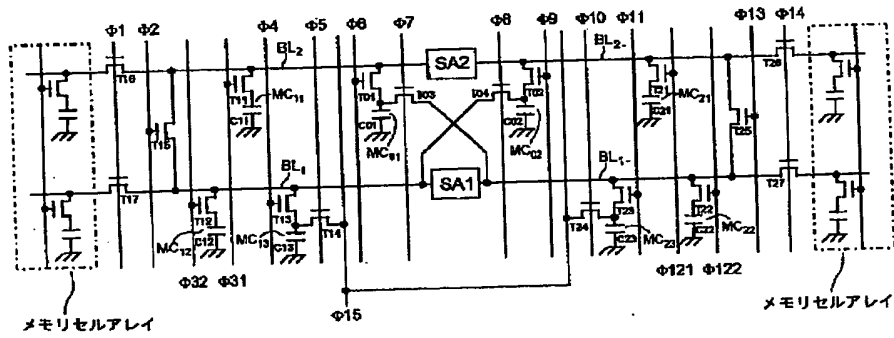 Φ1 Φ2 Φ4 Φ5 Φ6 Φ7 Φ8 Φ9 Φ10 Φ11 Φ13 Φ14
BL2 SA2 BL2-
T16 T11 MC11 C11 T01 T03 T04 T02 T21 MC21 C21 T26
C01 C02
T15 MC01 MC02 T25
BL1 SA1 BL1-
T17 T12 T13 T23 T22 T27
MC12 C12 MC13 C13 T14 T24 C23 MC23 C22 MC22
Φ32 Φ31 Φ121 Φ122
Φ15
メモリセルアレイ メモリセルアレイ